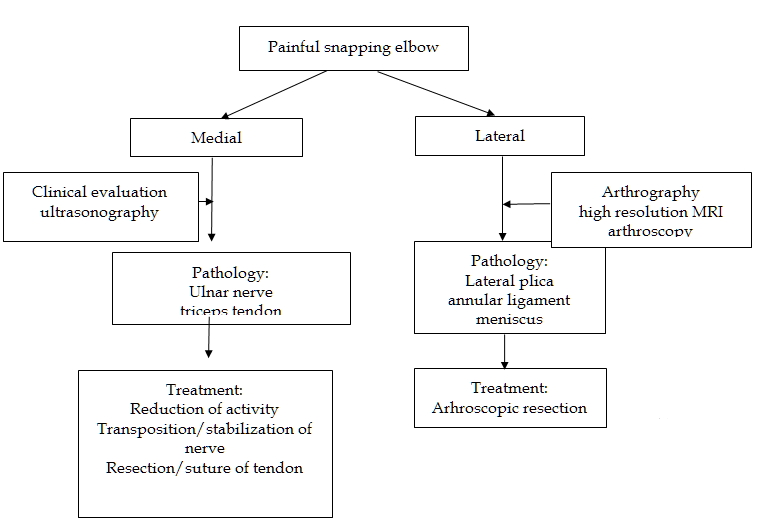 Painful snapping elbow
Medial
Lateral
Clinical evaluation
ultrasonography
Arthrography
high resolution MRI
arthroscopy
Pathology:
Ulnar nerve
triceps tendon
Pathology:
Lateral plica
annular ligament
meniscus
Treatment:
Reduction of activity
Transposition/stabilization of
nerve
Resection/suture of tendon
Treatment:
Arhroscopic resection